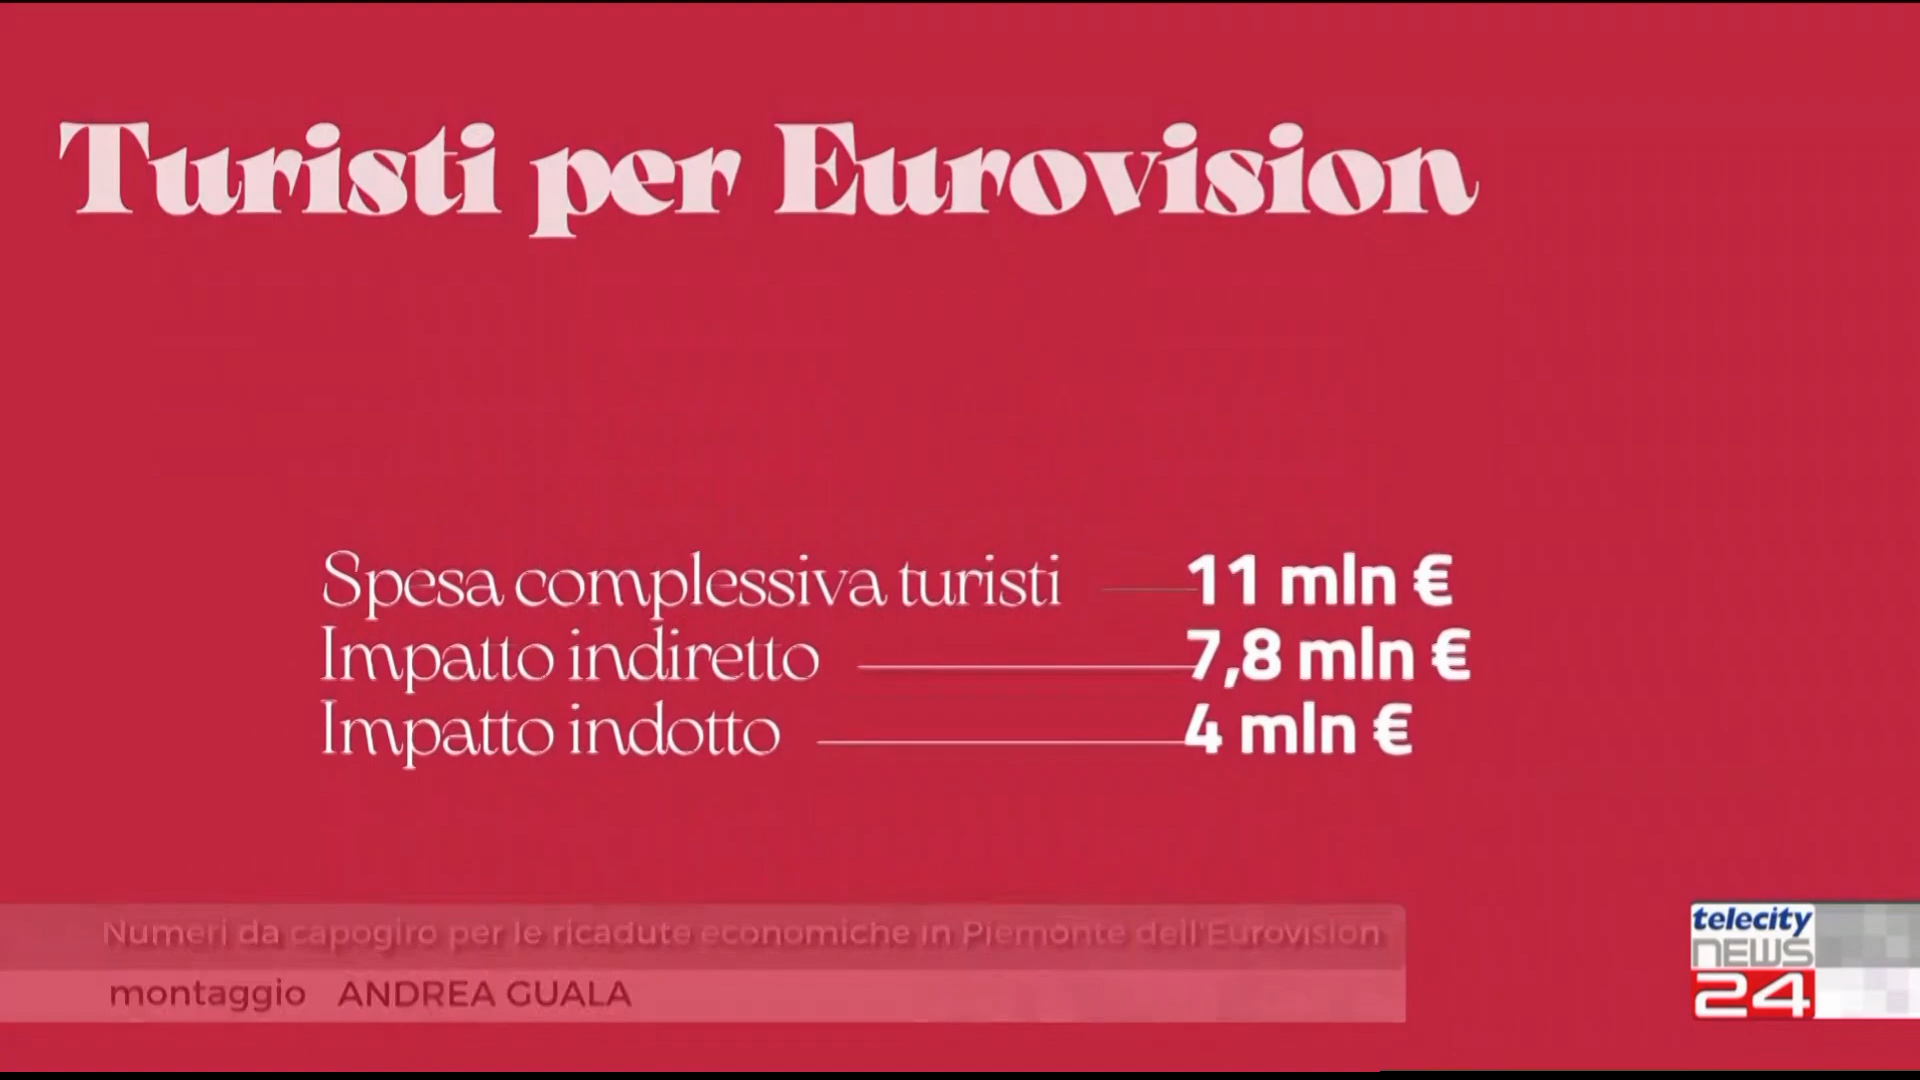 Turisti per Eurovision
Spesa complessiva turisti 11 mln €
Impatto indiretto 7,8 mln €
Impatto indotto 4 mln €
Numeri da capogiro per le ricadute economiche in Piemonte dell'Eurovision
montaggio ANDREA GUALA
telecity
NEWS
24